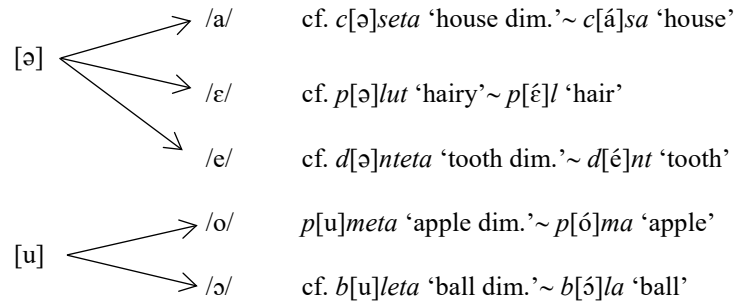 /a/ cf. c[ə]seta ‘house dim.’~ c[á]sa ‘house’
[ə]
/ɛ/ cf. p[ə]lut ‘hairy’~ p[ɛ́]l ‘hair’
/e/ cf. d[ə]nteta ‘tooth dim.’~ d[é]nt ‘tooth’
/o/ p[u]meta ‘apple dim.’~ p[ó]ma ‘apple’
[u]
/ɔ/ cf. b[u]leta ‘ball dim.’~ b[ɔ́]la ‘ball’